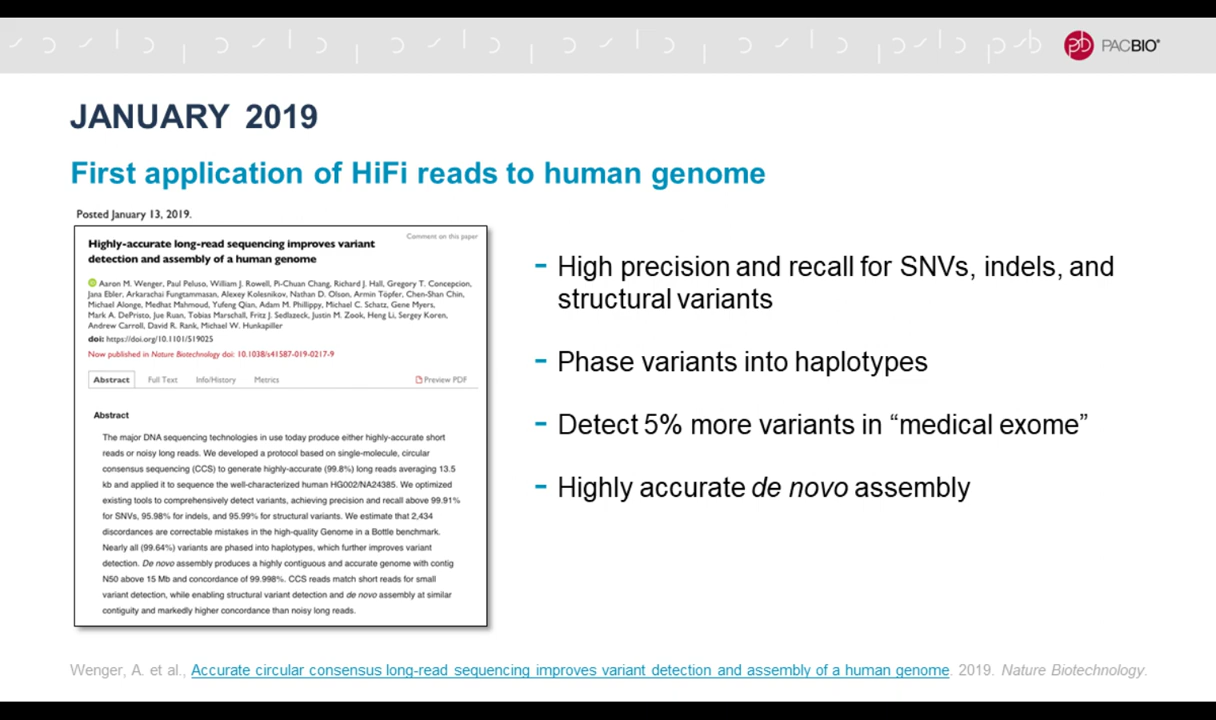 PACBIO®
JANUARY 2019
First application of HiFi reads to human genome
Posted January 13, 2019.
Comment on this paper
Highly-accurate long-read sequencing improves variant
detection and assembly of a human genome
Aaron M. Wenger, Paul Peluso, William J. Rowell, Pi-Chuan Chang, Richard J. Hall, Gregory T. Concepcion,
Jana Ebler, Arkarachai Fungtammasan, Alexey Kolesnikov, Nathan D. Olson, Armin Töpfer, Chen-Shan Chin,
Michael Alonge, Medhat Mahmoud, Yufeng Qian, Adam M. Phillippy, Michael C. Schatz, Gene Myers,
Mark A. DePristo, Jue Ruan, Tobias Marschall, Fritz J. Sedlazeck, Justin M. Zook, Heng Li, Sergey Koren,
Andrew Carroll, David R. Rank, Michael W. Hunkapiller
doi: https://doi.org/10.1101/519025
Now published in Nature Biotechnology doi: 10.1038/s41587-019-0217-9
Abstract Full Text Info/History Metrics Preview PDF
Abstract
The major DNA sequencing technologies in use today produce either highly-accurate short
reads or noisy long reads. We developed a protocol based on single-molecule, circular
consensus sequencing (CCS) to generate highly-accurate (99.8%) long reads averaging 13.5
kb and applied it to sequence the well-characterized human HG002/NA24385. We optimized
existing tools to comprehensively detect variants, achieving precision and recall above 99.91%
for SNVs, 95.98% for indels, and 95.99% for structural variants. We estimate that 2,434
discordances are correctable mistakes in the high-quality Genome in a Bottle benchmark.
Nearly all (99.64%) variants are phased into haplotypes, which further improves variant
detection. De novo assembly produces a highly contiguous and accurate genome with contig
N50 above 15 Mb and concordance of 99.998%. CCS reads match short reads for small
variant detection, while enabling structural variant detection and de novo assembly at similar
contiguity and markedly higher concordance than noisy long reads.
- High precision and recall for SNVs, indels, and
structural variants
- Phase variants into haplotypes
- Detect 5% more variants in “medical exome”
- Highly accurate de novo assembly
Wenger, A. et al., Accurate circular consensus long-read sequencing improves variant detection and assembly of a human genome. 2019. Nature Biotechnology.